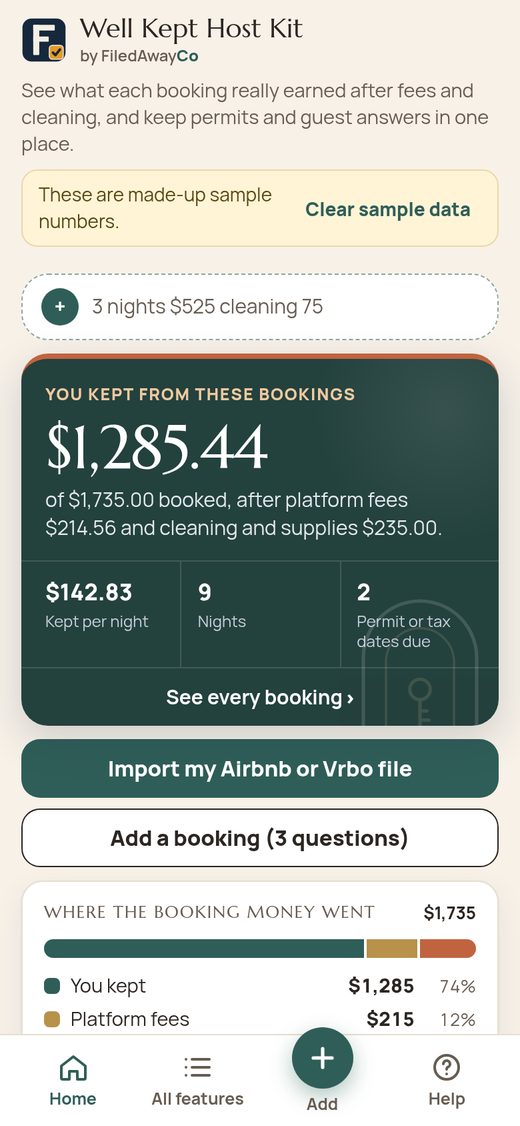 F
Well Kept Host Kit
by FiledAwayCo
See what each booking really earned after fees and
cleaning, and keep permits and guest answers in one
place.
These are made-up sample
numbers.
Clear sample data
+
3 nights $525 cleaning 75
YOU KEPT FROM THESE BOOKINGS
$1,285.44
of $1,735.00 booked, after platform fees
$214.56 and cleaning and supplies $235.00.
$142.83
Kept per night
9
Nights
2
Permit or tax
dates due
See every booking ›
Import my Airbnb or Vrbo file
Add a booking (3 questions)
WHERE THE BOOKING MONEY WENT $1,735
You kept $1,285 74%
Platform fees $215 12%
Home
All features
Add
Help